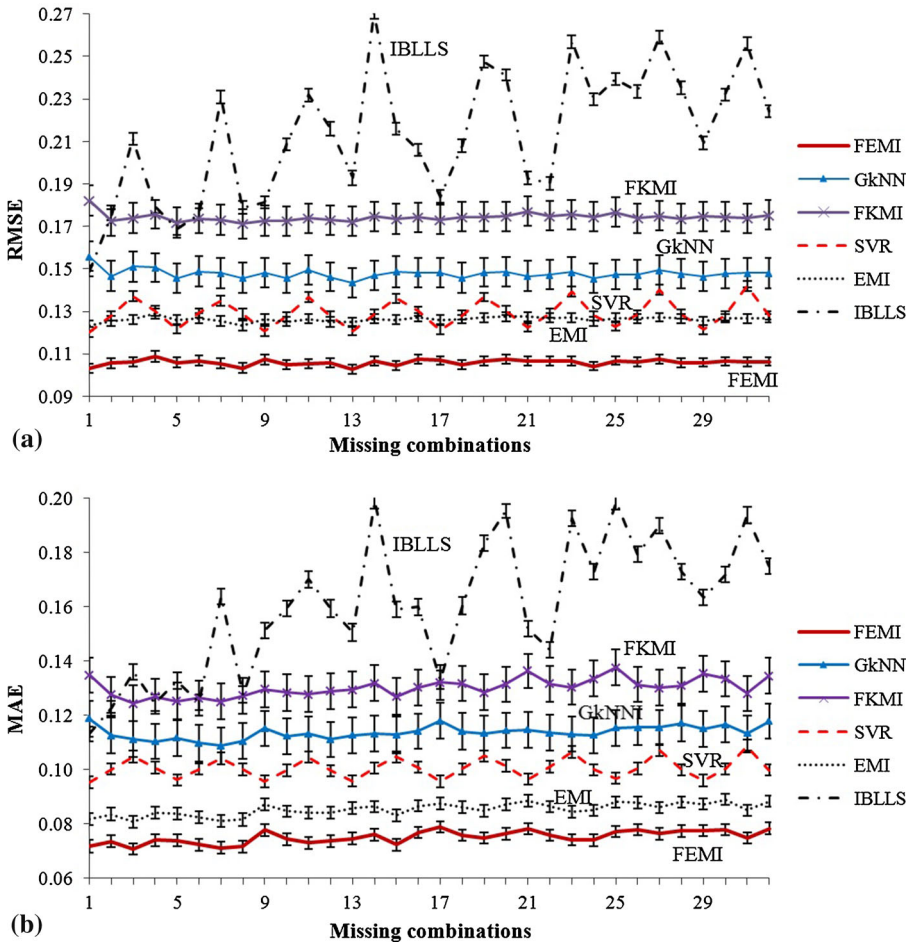 0.27
0.25
0.23
0.21
0.19
0.17
0.15
0.13
0.11
0.09
RMSE
IBLLS
FKMI
GkNN
SVR
EMI
FEMI
1 5 9 13 17 21 25 29
Missing combinations
(a)
FEMI
GkNN
FKMI
SVR
EMI
IBLLS
0.20
0.18
0.16
0.14
0.12
0.10
0.08
0.06
MAE
IBLLS
FKMI
GkNNI
SVR
EMI
FEMI
1 5 9 13 17 21 25 29
Missing combinations
(b)
FEMI
GkNN
FKMI
SVR
EMI
IBLLS